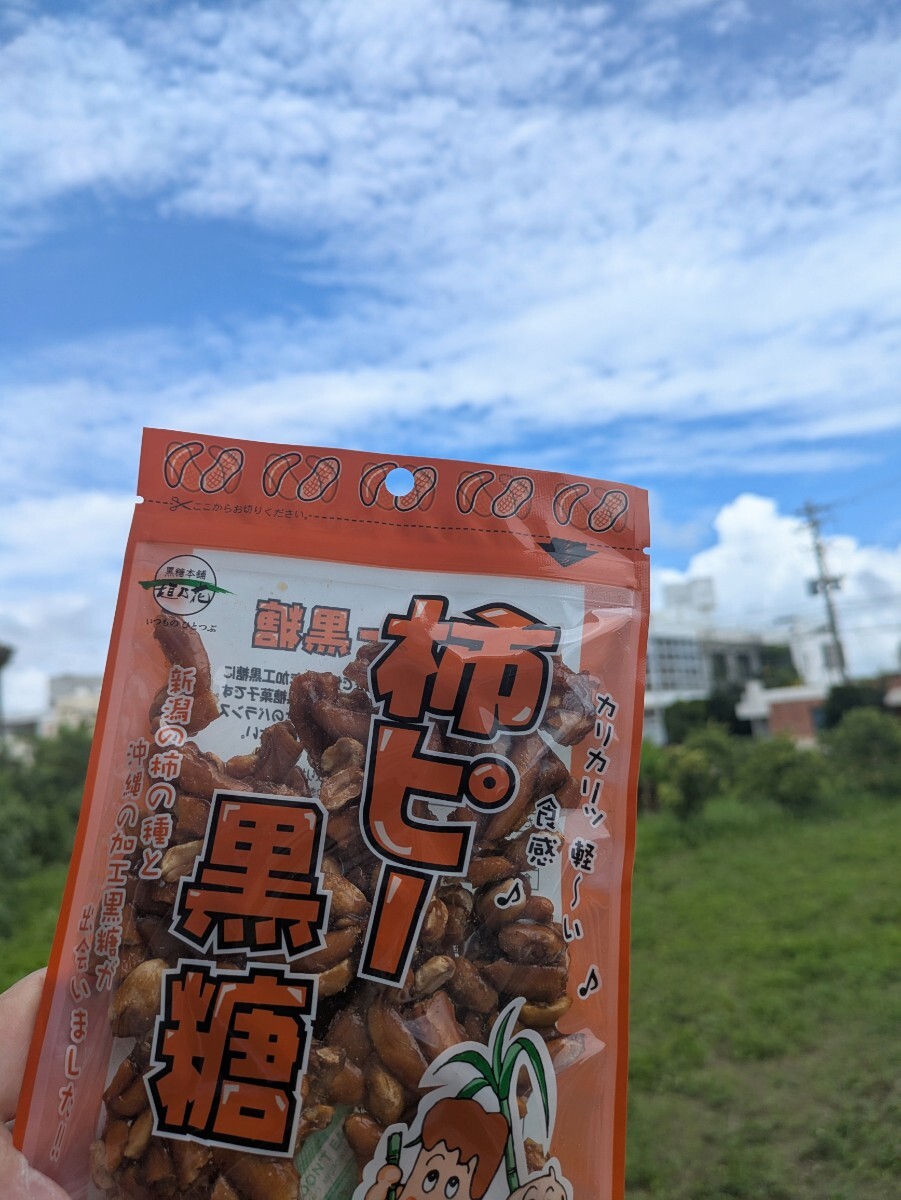 ここからお切りください。
黒糖本舗
垣乃花
いつもの ひとつぶ
柿ピー
黒糖
カリカリッ
軽～い
食感
新潟の柿の種と
沖縄の加工黒糖が
出会いました!!